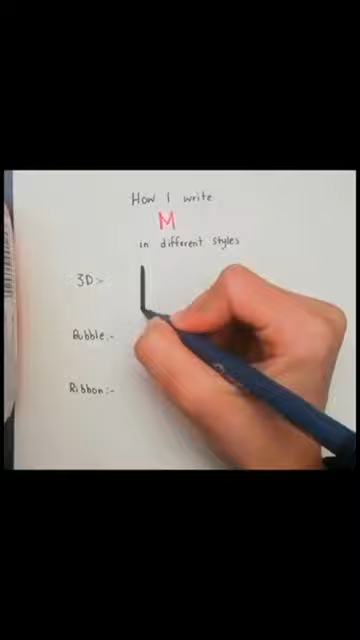 How I write
M
in different styles
3D:-
Bubble:-
Ribbon:-